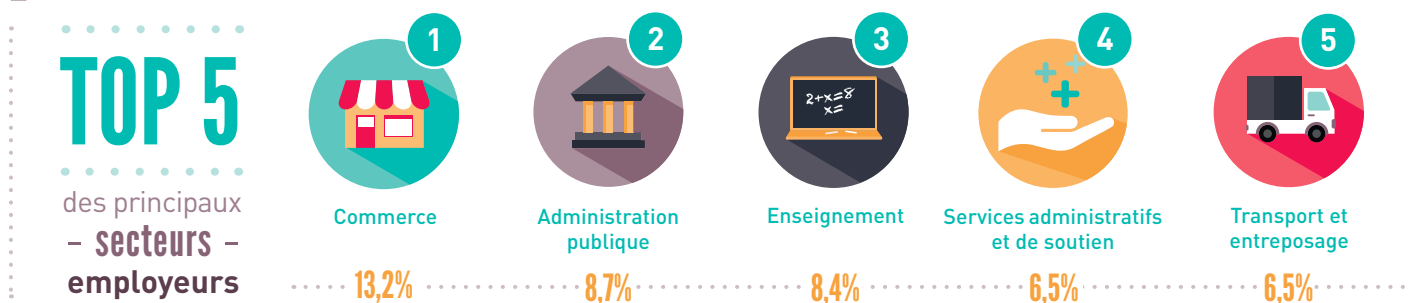 TOP 5
des principaux
– secteurs –
employeurs
1
Commerce
13,2%
2
Administration
publique
8,7%
3
2+x=8
x=
Enseignement
8,4%
4
Services administratifs
et de soutien
6,5%
5
Transport et
entreposage
6,5%